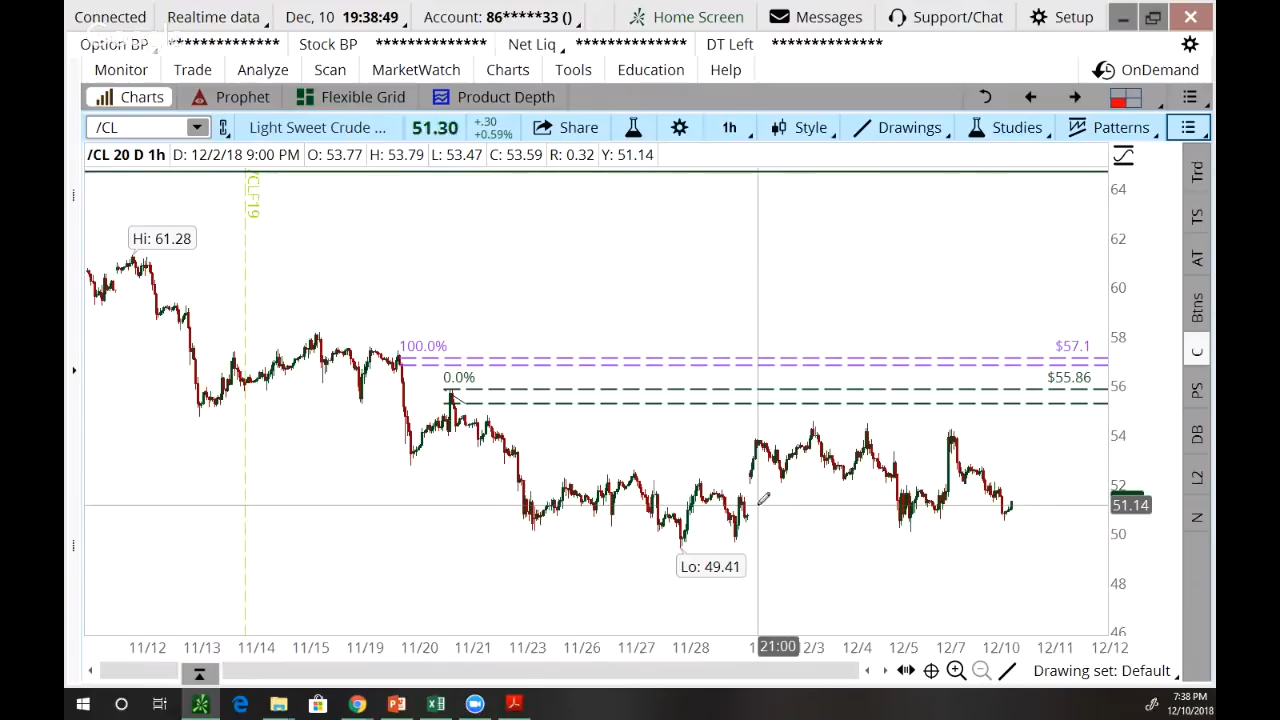 Connected Realtime data Dec, 10 19:38:49 Account: 86*****33 () Home Screen Messages Support/Chat Setup
Option BP ************* Stock BP ************* Net Liq ************* DT Left *************
Monitor Trade Analyze Scan MarketWatch Charts Tools Education Help OnDemand
Charts Prophet Flexible Grid Product Depth
/CL Light Sweet Crude ... 51.30 +.30 +0.59% Share 1h Style Drawings Studies Patterns
/CL 20 D 1h D: 12/2/18 9:00 PM O: 53.77 H: 53.79 L: 53.47 C: 53.59 R: 0.32 Y: 51.14
Trd
TS
AT
Btns
C
PS
DB
L2
N
/CLF19
64
Hi: 61.28
62
60
58
100.0% $57.1
56
0.0% $55.86
54
52
51.14
50
Lo: 49.41
48
46
11/12 11/13 11/14 11/15 11/19 11/20 11/21 11/23 11/26 11/27 11/28 21:00 2/3 12/4 12/5 12/7 12/10 12/11 12/12
Drawing set: Default
7:38 PM
12/10/2018